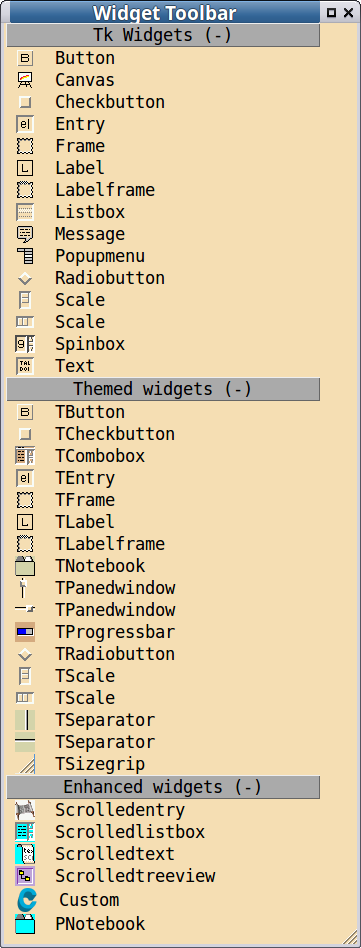 Widget Toolbar
Tk Widgets (-)
Button
Canvas
Checkbutton
Entry
Frame
Label
Labelframe
Listbox
Message
Popupmenu
Radiobutton
Scale
Scale
Spinbox
Text
Themed widgets (-)
TButton
TCheckbutton
TCombobox
TEntry
TFrame
TLabel
TLabelframe
TNotebook
TPanedwindow
TPanedwindow
TProgressbar
TRadiobutton
TScale
TScale
TSeparator
TSeparator
TSizegrip
Enhanced widgets (-)
Scrolledentry
Scrolledlistbox
Scrolledtext
Scrolledtreeview
Custom
PNotebook